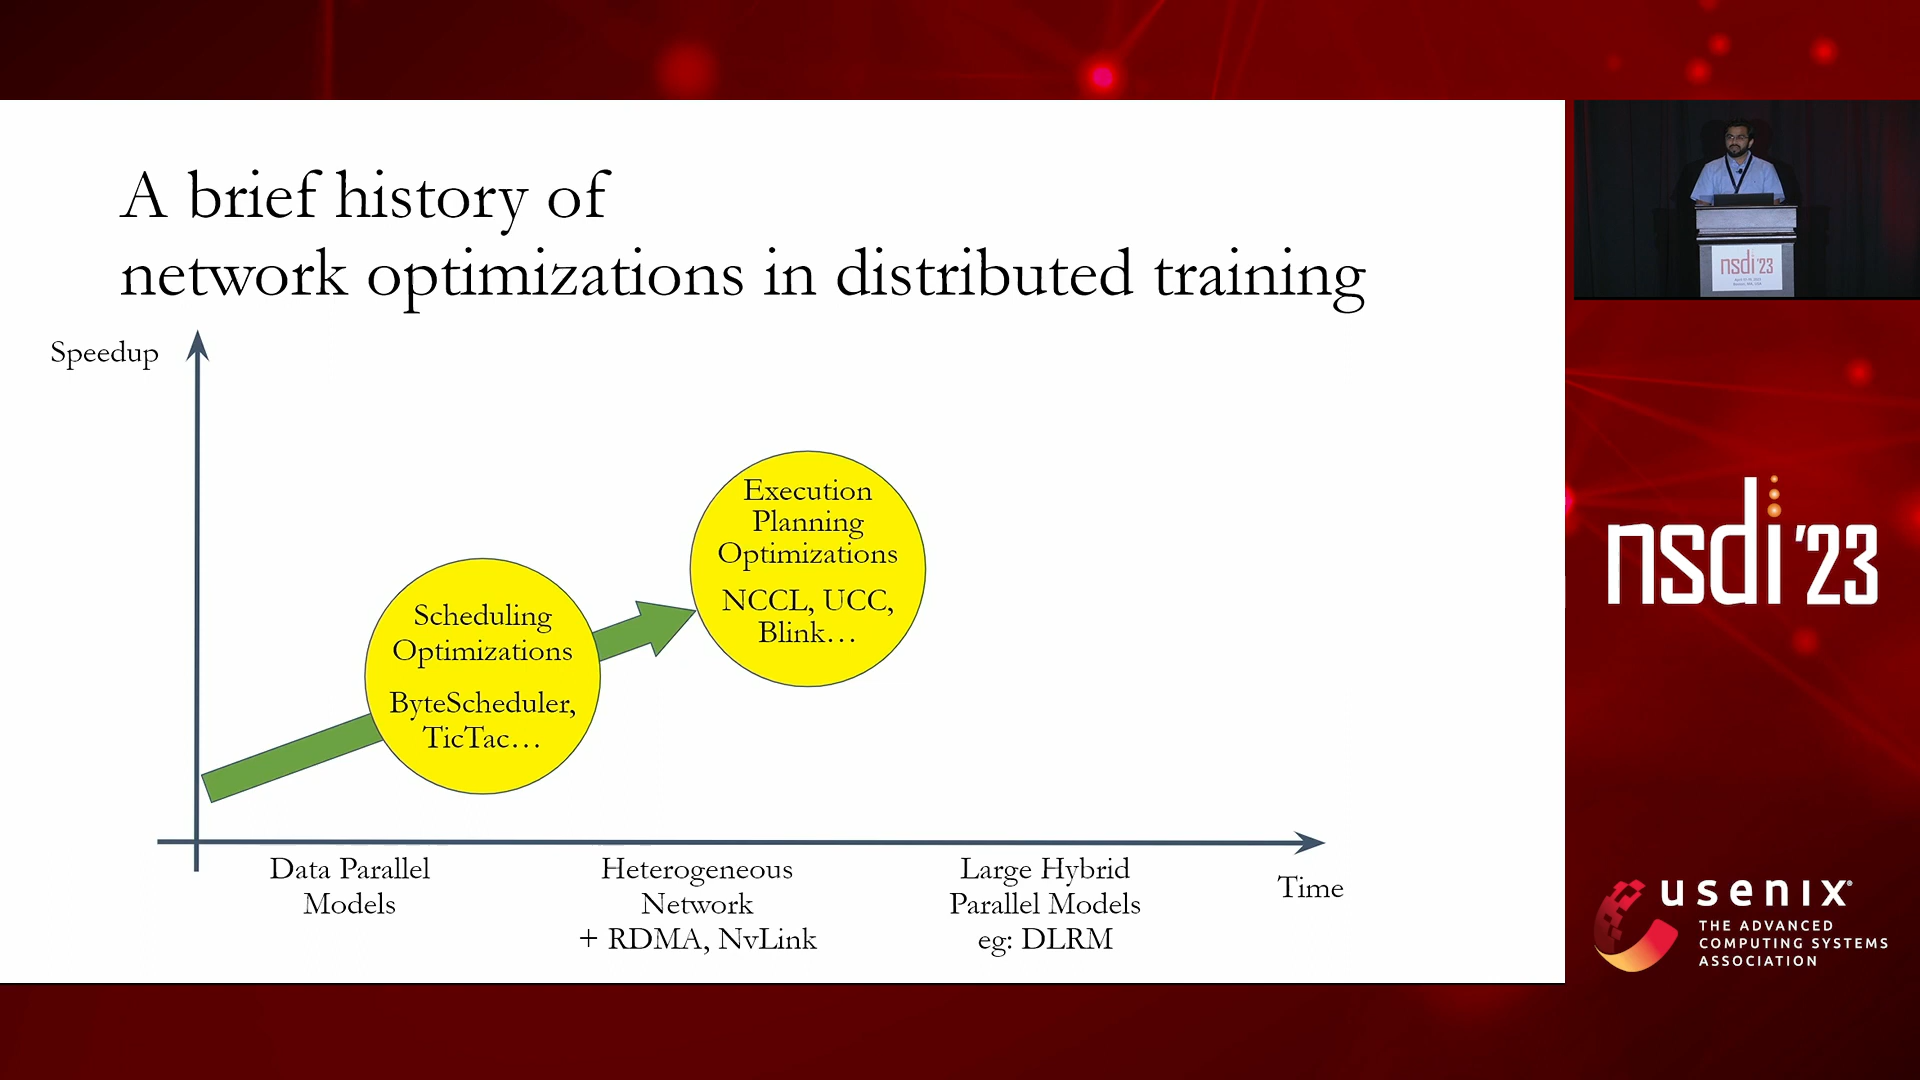 A brief history of
network optimizations in distributed training
Speedup
Execution
Planning
Optimizations
NCCL, UCC,
Blink…
Scheduling
Optimizations
ByteScheduler,
TicTac…
Data Parallel
Models
Heterogeneous
Network
+ RDMA, NvLink
Large Hybrid
Parallel Models
eg: DLRM
Time
nsdi '23
nsdi '23
usenix®
THE ADVANCED
COMPUTING SYSTEMS
ASSOCIATION